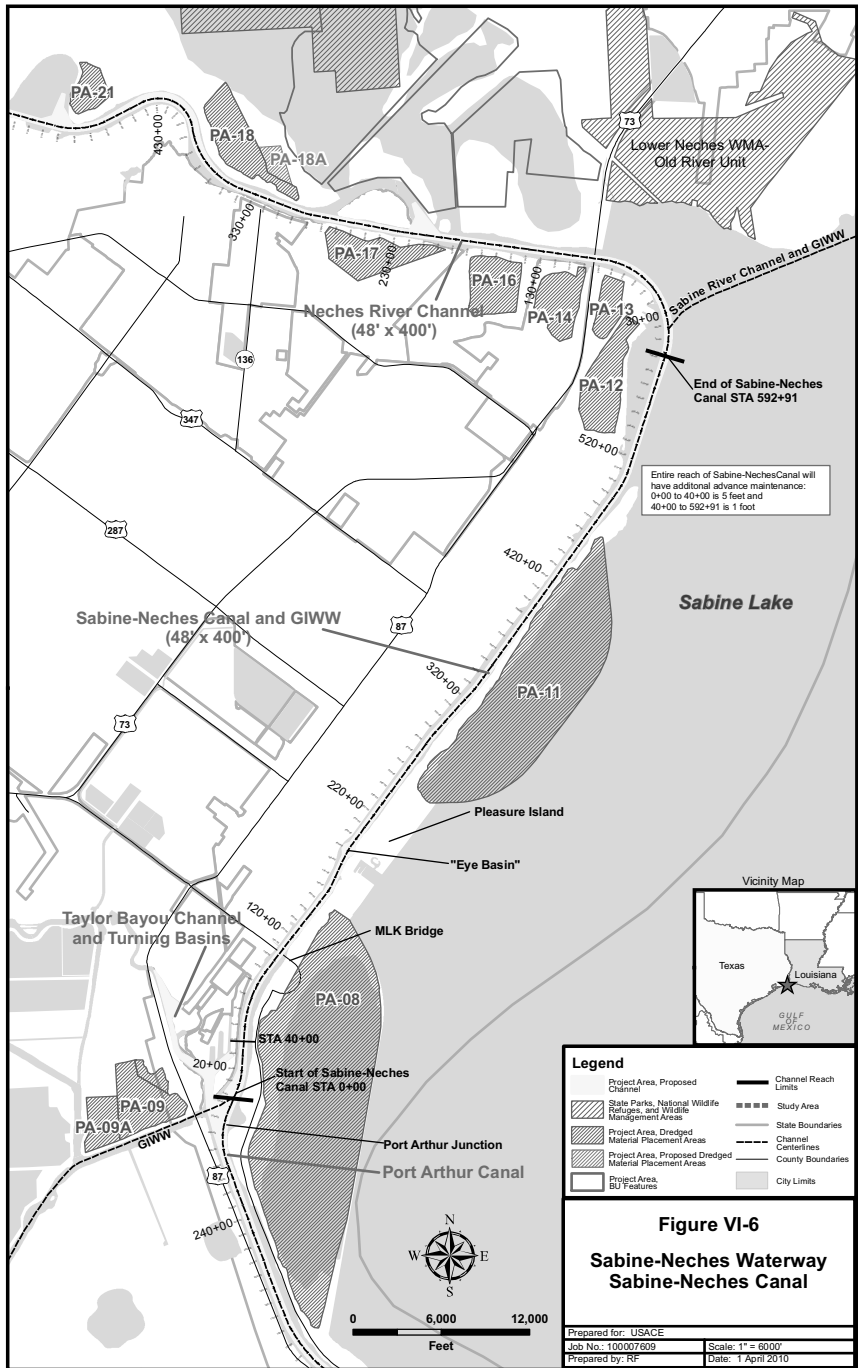 PA-21
430+00
PA-18
PA-18A
330+00
73
Lower Neches WMA-
Old River Unit
PA-17
230+00
PA-16
130+00
PA-14
PA-13
30+00
Sabine River Channel and GIWW
Neches River Channel
(48' x 400')
136
347
PA-12
End of Sabine-Neches
Canal STA 592+91
520+00
Entire reach of Sabine-NechesCanal will
have additonal advance maintenance:
0+00 to 40+00 is 5 feet and
40+00 to 592+91 is 1 foot
287
420+00
Sabine Lake
Sabine-Neches Canal and GIWW
(48' x 400')
87
320+00
PA-11
73
220+00
Pleasure Island
"Eye Basin"
Taylor Bayou Channel
and Turning Basins
120+00
MLK Bridge
PA-08
STA 40+00
20+00
Start of Sabine-Neches
Canal STA 0+00
PA-09
PA-09A
GIWW
Port Arthur Junction
87
Port Arthur Canal
240+00
N
W
E
S
0
6,000
12,000
Feet
Vicinity Map
Texas
Louisiana
GULF
OF
MEXICO
Legend
Project Area, Proposed
Channel
State Parks, National Wildlife
Refuges, and Wildlife
Management Areas
Project Area, Dredged
Material Placement Areas
Project Area, Proposed Dredged
Material Placement Areas
Project Area,
BU Features
Channel Reach
Limits
Study Area
State Boundaries
Channel
Centerlines
County Boundaries
City Limits
Figure VI-6
Sabine-Neches Waterway
Sabine-Neches Canal
Prepared for: USACE
Job No.: 100007609
Scale: 1" = 6000'
Prepared by: RF
Date: 1 April 2010